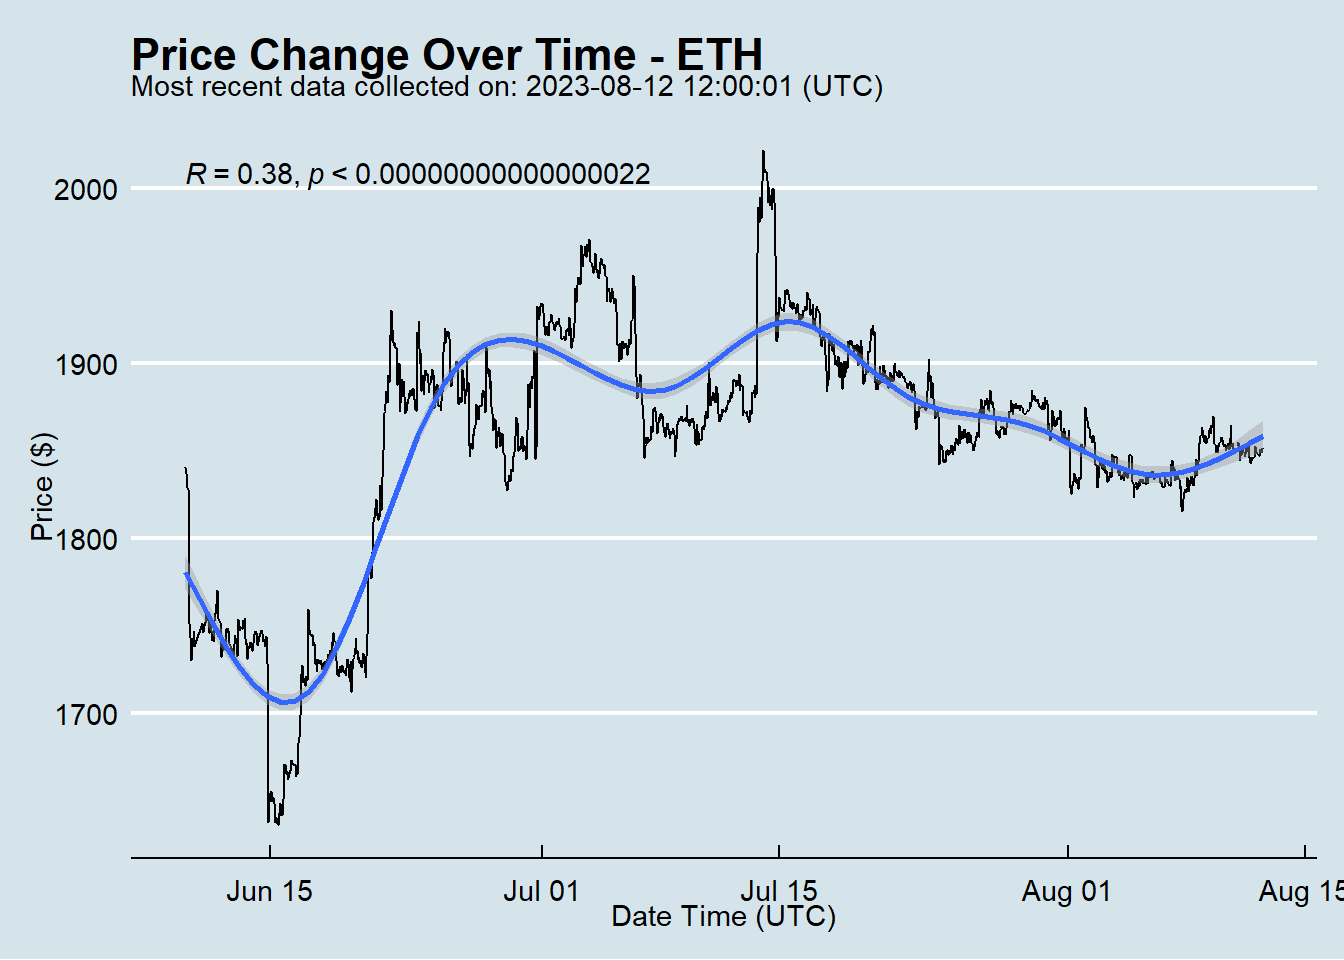 Price Change Over Time - ETH
Most recent data collected on: 2023-08-12 12:00:01 (UTC)
R = 0.38, p < 0.00000000000000022
2000
1900
1800
1700
Price ($)
Jun 15
Jul 01
Jul 15
Aug 01
Aug 15
Date Time (UTC)